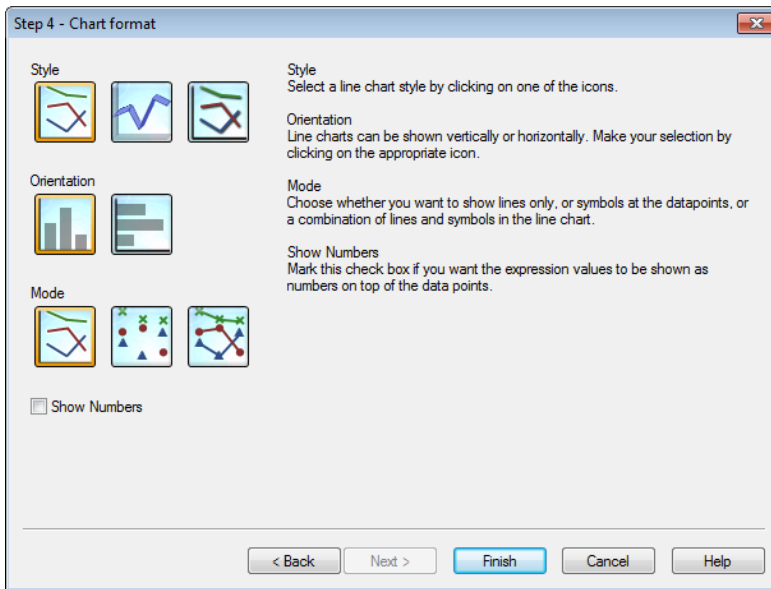 Step 4 - Chart format
Style
Orientation
Mode
Show Numbers
Style
Select a line chart style by clicking on one of the icons.
Orientation
Line charts can be shown vertically or horizontally. Make your selection by
clicking on the appropriate icon.
Mode
Choose whether you want to show lines only, or symbols at the datapoints, or
a combination of lines and symbols in the line chart.
Show Numbers
Mark this check box if you want the expression values to be shown as
numbers on top of the data points.
< Back
Next >
Finish
Cancel
Help